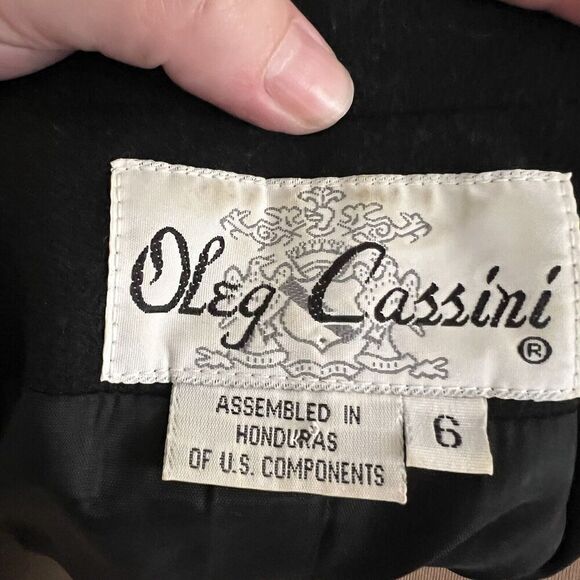 Oleg Cassini
®
ASSEMBLED IN
HONDURAS
OF U.S. COMPONENTS
6